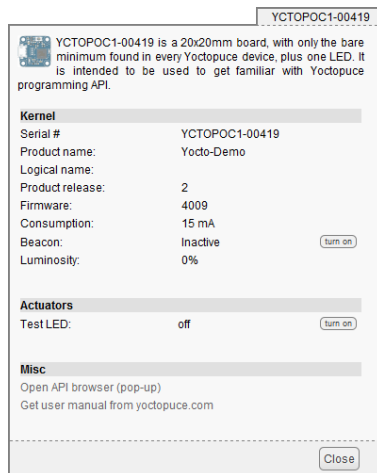 YCTOPOC1-00419
YCTOPOC1-00419 is a 20x20mm board, with only the bare
minimum found in every Yoctopuce device, plus one LED. It
is intended to be used to get familiar with Yoctopuce
programming API.
Kernel
Serial # YCTOPOC1-00419
Product name: Yocto-Demo
Logical name:
Product release: 2
Firmware: 4009
Consumption: 15 mA
Beacon: Inactive turn on
Luminosity: 0%
Actuators
Test LED: off turn on
Misc
Open API browser (pop-up)
Get user manual from yoctopuce.com
Close